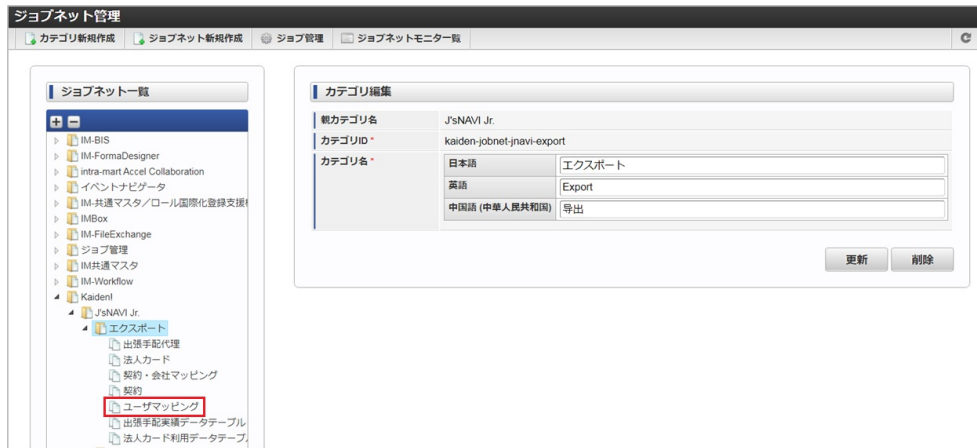 ジョブネット管理
カテゴリ新規作成 ジョブネット新規作成 ジョブ管理 ジョブネットモニター覧
ジョブネット一覧
IM-BIS
IM-FormaDesigner
intra-mart Accel Collaboration
イベントナビゲータ
IM-共通マスタ／ロール国際化登録支援
IMBox
IM-FileExchange
ジョブ管理
IM共通マスタ
IM-Workflow
Kaiden!
J'sNAVI Jr.
エクスポート
出張手配代理
法人カード
契約・会社マッピング
契約
ユーザマッピング
出張手配実績データテーブル
法人カード利用データテーブ
カテゴリ編集
親カテゴリ名 J'sNAVI Jr.
カテゴリID * kaiden-jobnet-jnavi-export
カテゴリ名 * 日本語 エクスポート
英語 Export
中国語 (中華人民共和国) 导出
更新 削除